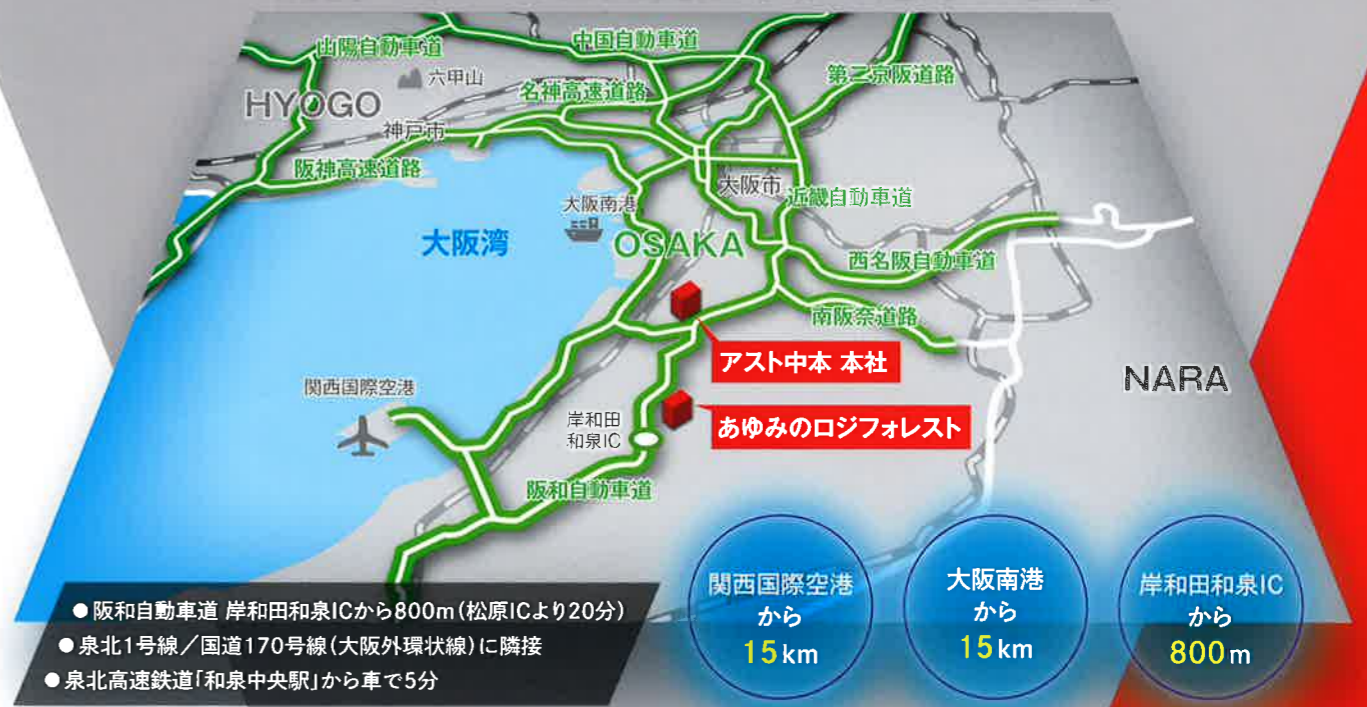 山陽自動車道
中国自動車道
六甲山
第二京阪道路
名神高速道路
HYOGO
神戸市
阪神高速道路
大阪市
近畿自動車道
大阪南港
大阪湾
OSAKA
西名阪自動車道
南阪奈道路
アスト中本 本社
NARA
関西国際空港
あゆみのロジフォレスト
岸和田
和泉IC
阪和自動車道
関西国際空港
から
15km
大阪南港
から
15km
岸和田和泉IC
から
800m
●阪和自動車道 岸和田和泉ICから800m(松原ICより20分)
●泉北1号線/国道170号線(大阪外環状線)に隣接
●泉北高速鉄道「和泉中央駅」から車で5分